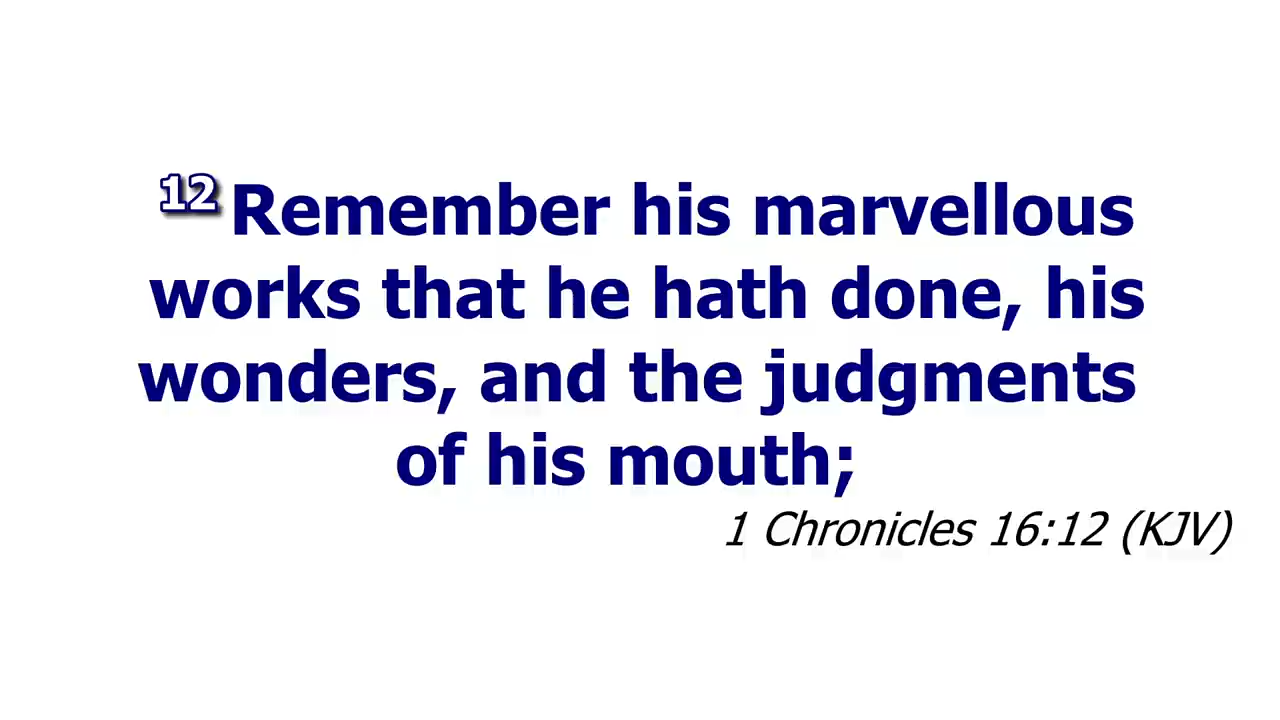 12 Remember his marvellous
works that he hath done, his
wonders, and the judgments
of his mouth;
1 Chronicles 16:12 (KJV)